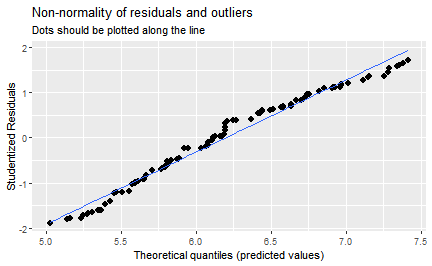 Non-normality of residuals and outliers
Dots should be plotted along the line
Studentized Residuals
2
1
0
-1
-2
5.0 5.5 6.0 6.5 7.0 7.5
Theoretical quantiles (predicted values)